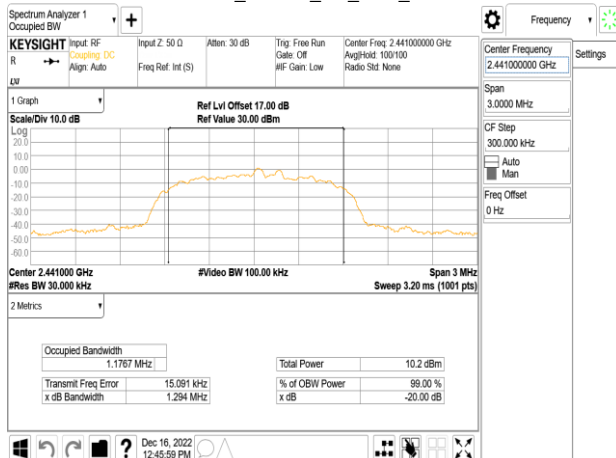 Spectrum Analyzer 1
Occupied BW
+
Frequency
KEYSIGHT
R
LXI
Input: RF
Coupling: DC
Align: Auto
Input Z: 50 Ω
Freq Ref: Int (S)
Atten: 30 dB
Trig: Free Run
Gate: Off
#IF Gain: Low
Center Freq: 2.441000000 GHz
Avg|Hold: 100/100
Radio Std: None
Center Frequency
2.441000000 GHz
Settings
Span
3.0000 MHz
CF Step
300.000 kHz
Auto
Man
Freq Offset
0 Hz
1 Graph
Scale/Div 10.0 dB
Ref Lvl Offset 17.00 dB
Ref Value 30.00 dBm
Log
20.0
10.0
0.00
-10.0
-20.0
-30.0
-40.0
-50.0
-60.0
Center 2.441000 GHz
#Video BW 100.00 kHz
Span 3 MHz
#Res BW 30.000 kHz
Sweep 3.20 ms (1001 pts)
2 Metrics
Occupied Bandwidth
1.1767 MHz
Total Power 10.2 dBm
Transmit Freq Error 15.091 kHz
% of OBW Power 99.00 %
x dB Bandwidth 1.294 MHz
x dB -20.00 dB
?
Dec 16, 2022
12:45:59 PM